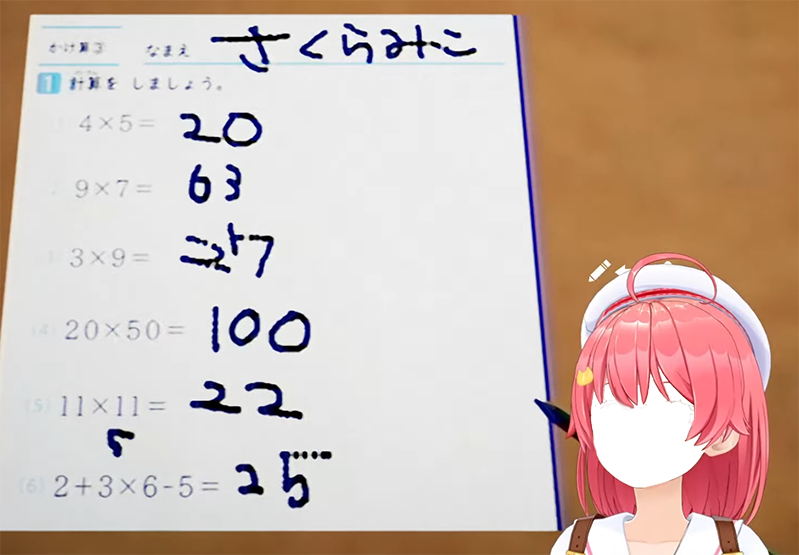 かけ算③ なまえ さくらみこ
1 計算を しましょう。
4×5= 20
9×7= 63
3×9= 27
(4) 20×50= 100
(5) 11×11= 22
5
(6) 2+3×6-5= 25